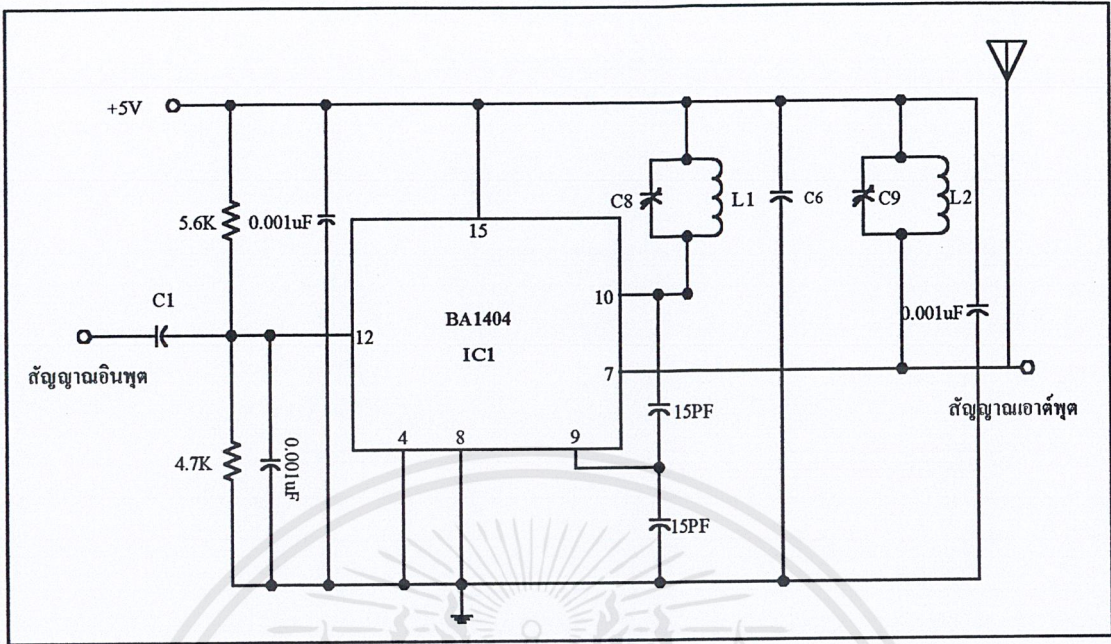 +5V
5.6K
0.001uF
15
C8
L1
C6
C9
L2
C1
12
BA1404
IC1
10
7
0.001uF
สัญญาณอินพุต
15PF
สัญญาณเอาต์พุต
4.7K
0.001uF
4
8
9
15PF